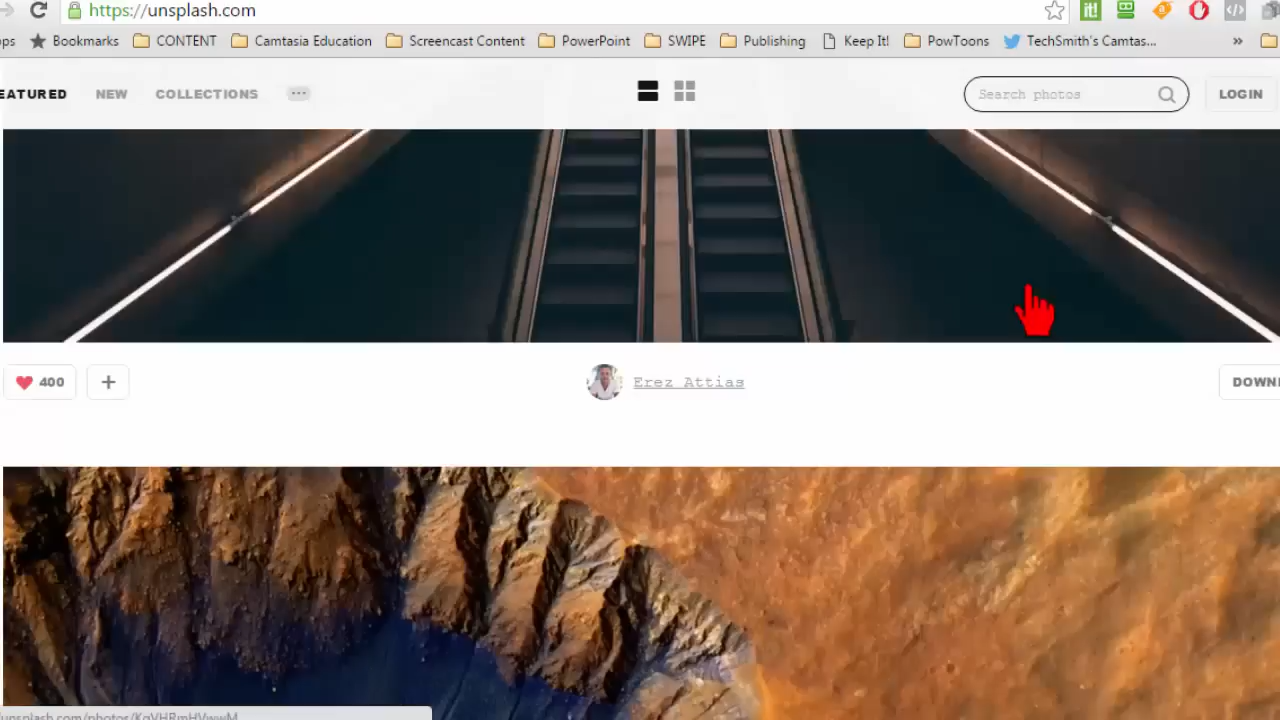 https://unsplash.com
ps Bookmarks CONTENT Camtasia Education Screencast Content PowerPoint SWIPE Publishing Keep It! PowToons TechSmith's Camtas... »
EATURED NEW COLLECTIONS ... Search photos LOGIN
400 + Erez Attias DOWN